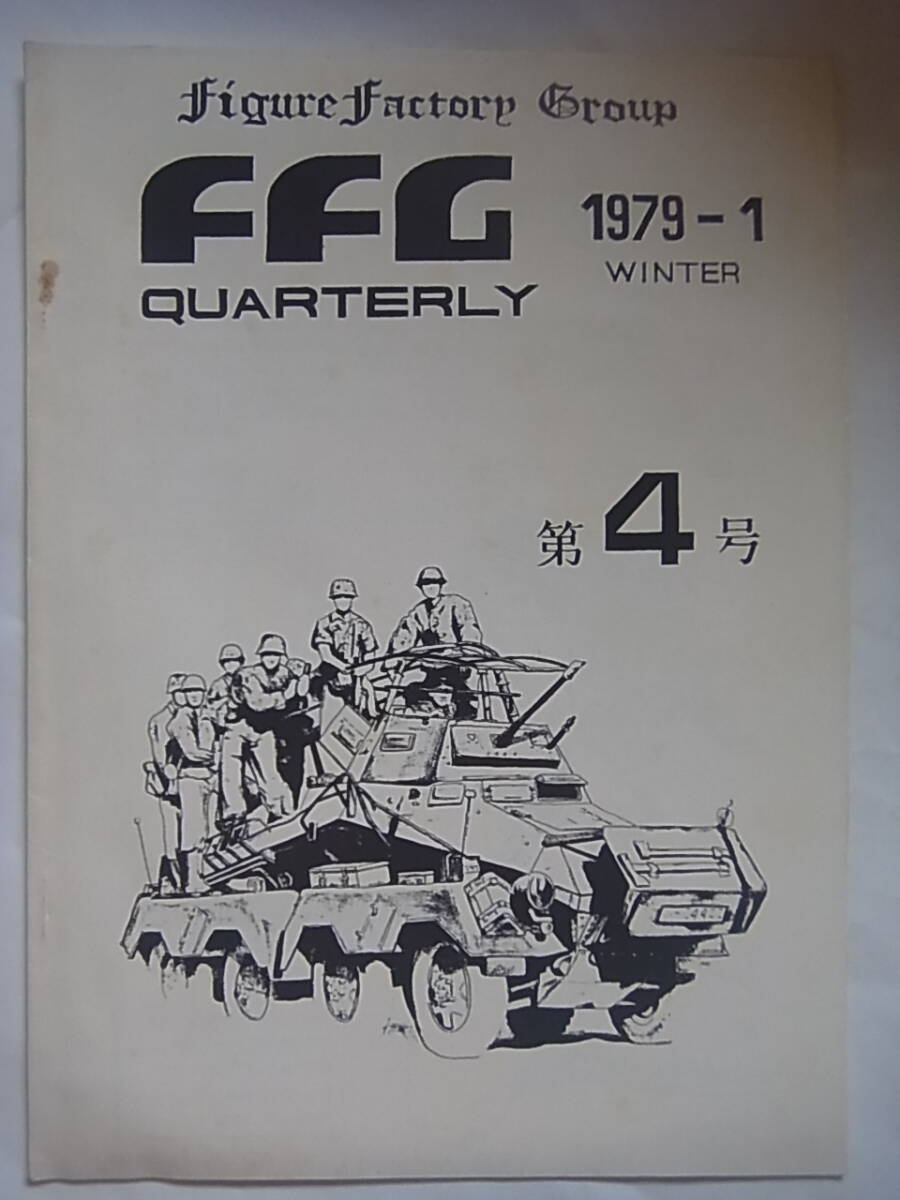 Figure Factory Group
FFG
QUARTERLY
1979-1
WINTER
第4号